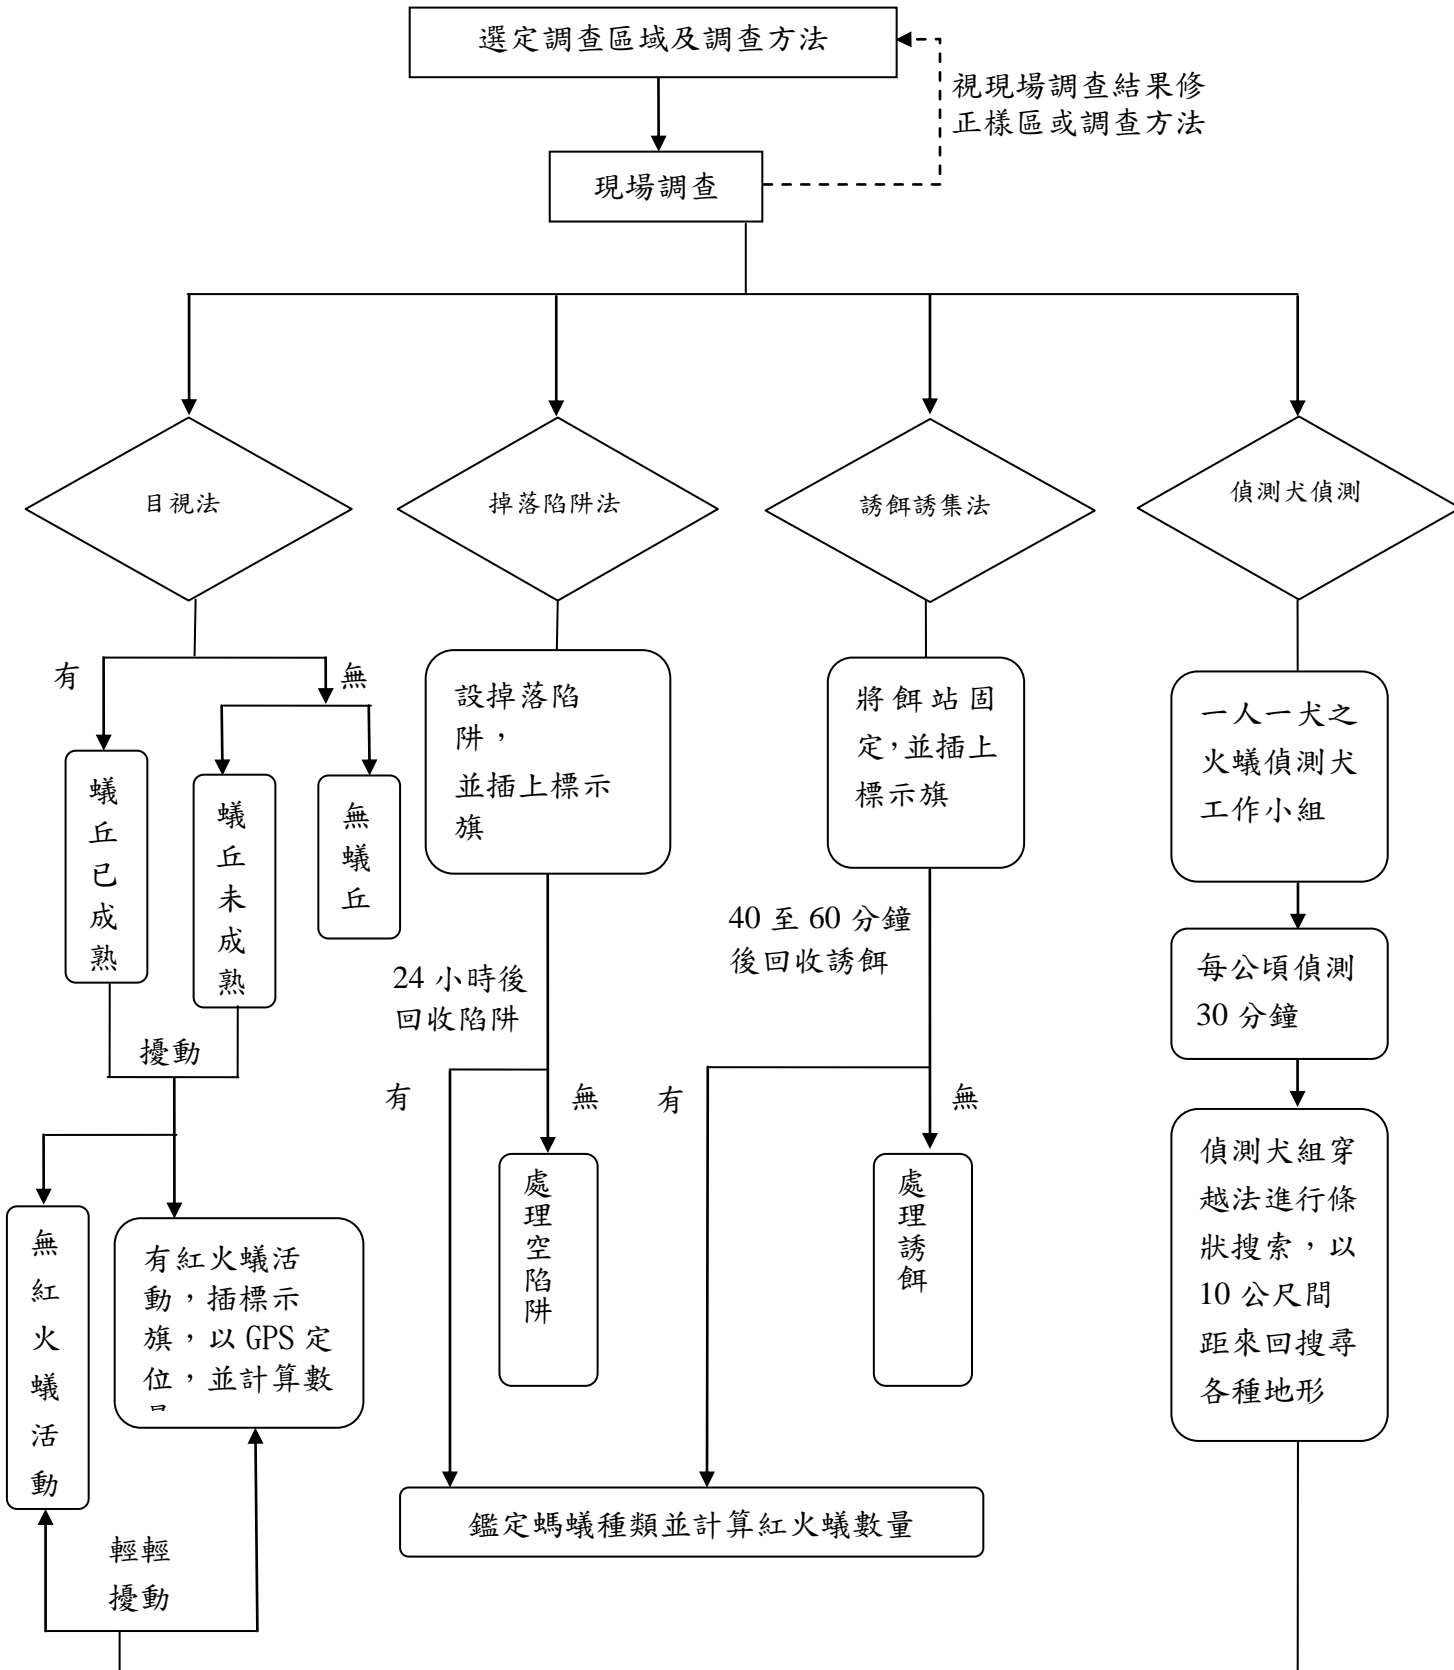 選定調查區域及調查方法
視現場調查結果修
正樣區或調查方法
現場調查
目視法
掉落陷阱法
誘餌誘集法
偵測犬偵測
有
無
蟻丘已成熟
蟻丘未成熟
無蟻丘
擾動
無紅火蟻活動
有紅火蟻活
動，插標示
旗，以 GPS 定
位，並計算數
輕輕
擾動
設掉落陷
阱，
並插上標示
旗
24 小時後
回收陷阱
有
無
處理空陷阱
將餌站固
定，並插上
標示旗
40 至 60 分鐘
後回收誘餌
有
無
處理誘餌
鑑定螞蟻種類並計算紅火蟻數量
一人一犬之
火蟻偵測犬
工作小組
每公頃偵測
30 分鐘
偵測犬組穿
越法進行條
狀搜索，以
10 公尺間
距來回搜尋
各種地形